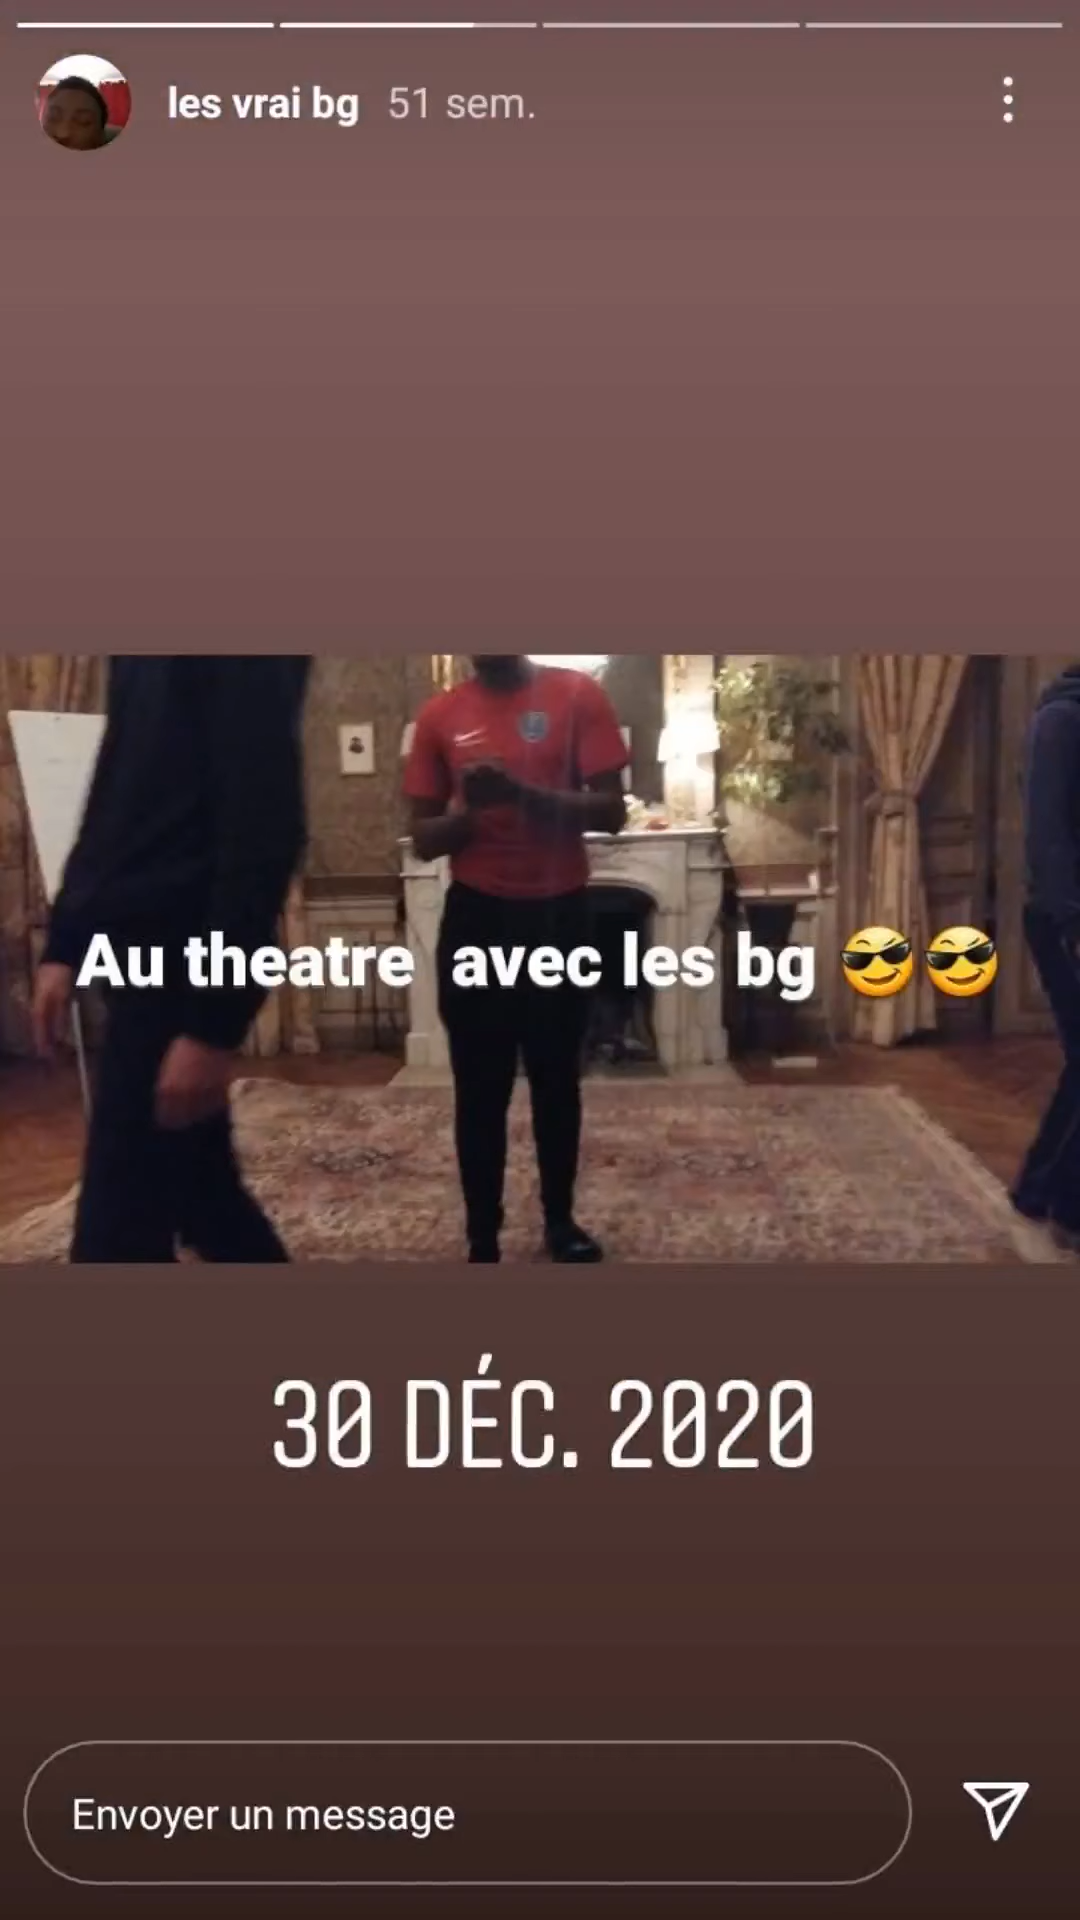 les vrai bg 51 sem.
Au theatre avec les bg 😎😎
30 DÉC. 2020
Envoyer un message